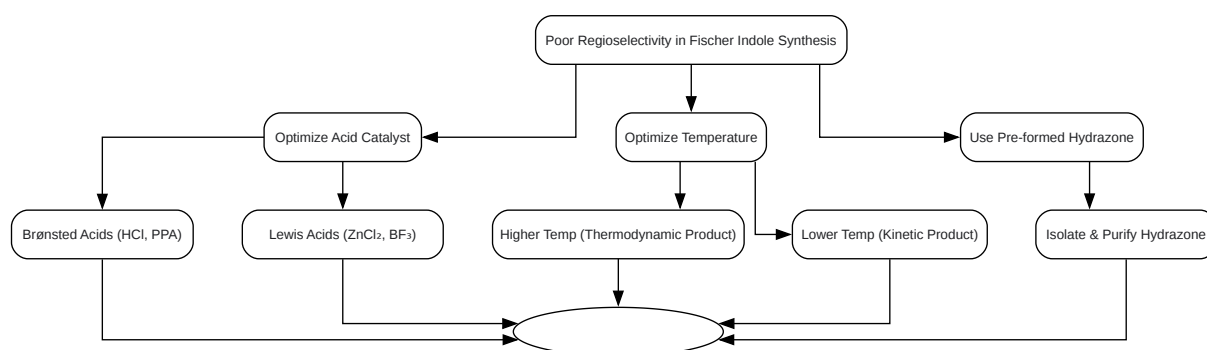 Poor Regioselectivity in Fischer Indole Synthesis
Optimize Acid Catalyst
Optimize Temperature
Use Pre-formed Hydrazone
Brønsted Acids (HCl, PPA)
Lewis Acids (ZnCl₂, BF₃)
Higher Temp (Thermodynamic Product)
Lower Temp (Kinetic Product)
Isolate & Purify Hydrazone